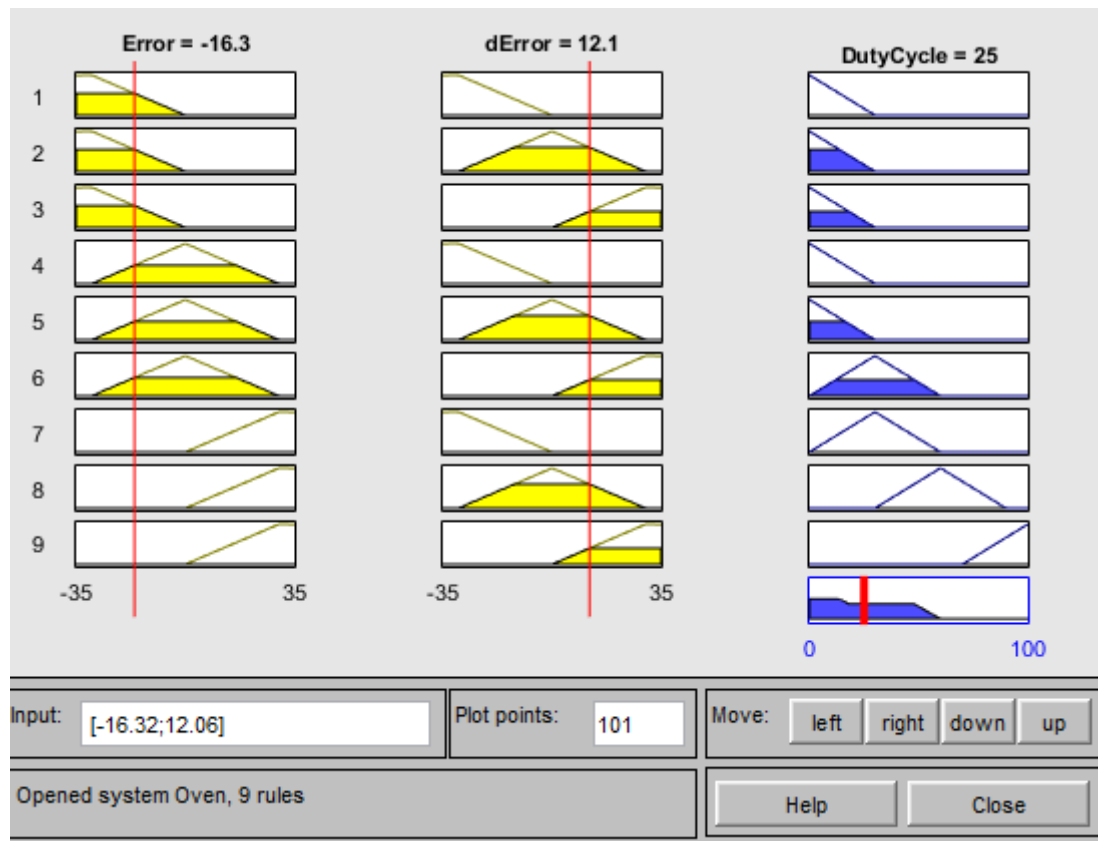 Error = -16.3
dError = 12.1
DutyCycle = 25
1
2
3
4
5
6
7
8
9
-35 35
-35 35
0 100
Input: [-16.32;12.06]
Plot points: 101
Move: left right down up
Opened system Oven, 9 rules
Help Close